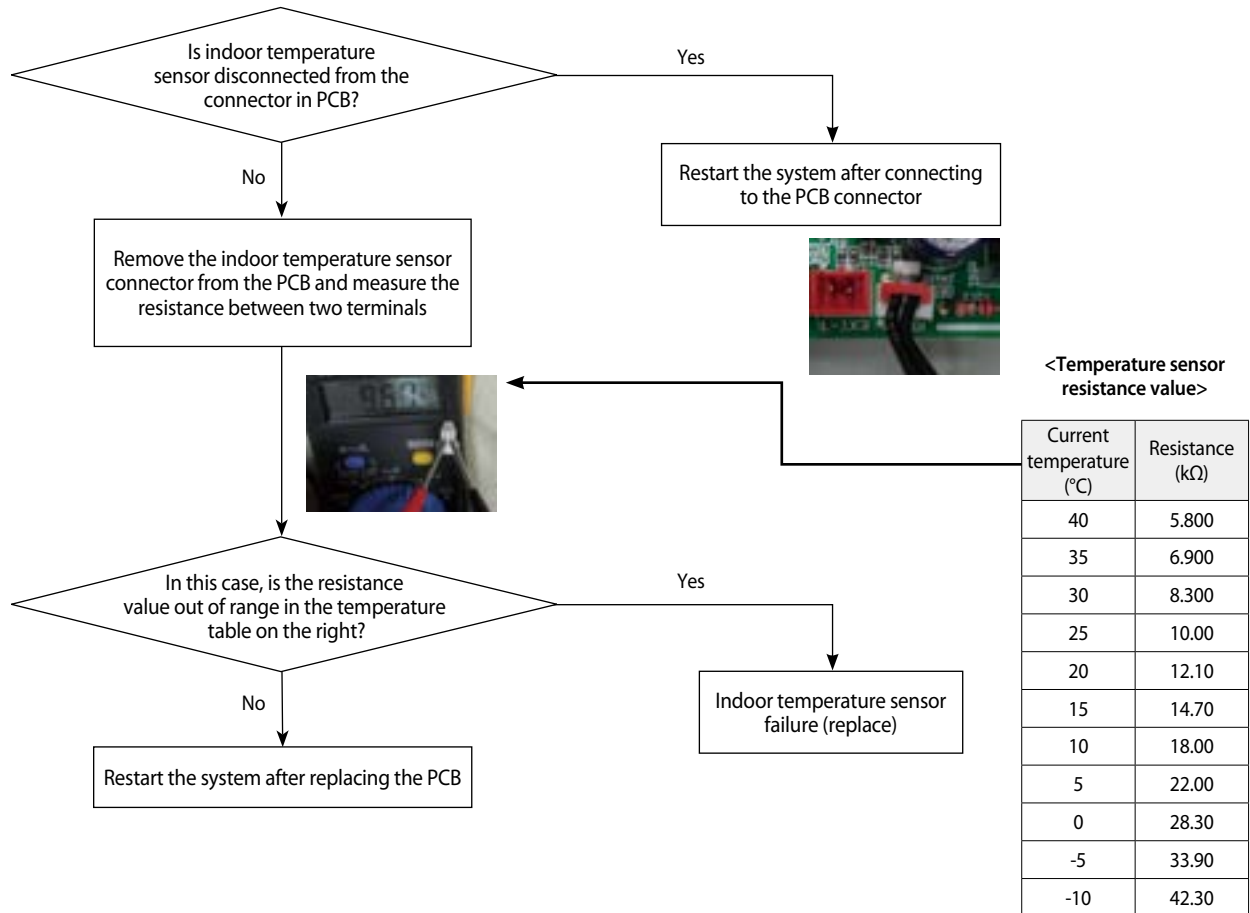 Is indoor temperature
sensor disconnected from the
connector in PCB?
Yes
No
Restart the system after connecting
to the PCB connector
Remove the indoor temperature sensor
connector from the PCB and measure the
resistance between two terminals
<Temperature sensor
resistance value>
Current
temperature
(°C)
Resistance
(kΩ)
40 5.800
35 6.900
30 8.300
25 10.00
20 12.10
15 14.70
10 18.00
5 22.00
0 28.30
-5 33.90
-10 42.30
In this case, is the resistance
value out of range in the temperature
table on the right?
Yes
No
Indoor temperature sensor
failure (replace)
Restart the system after replacing the PCB